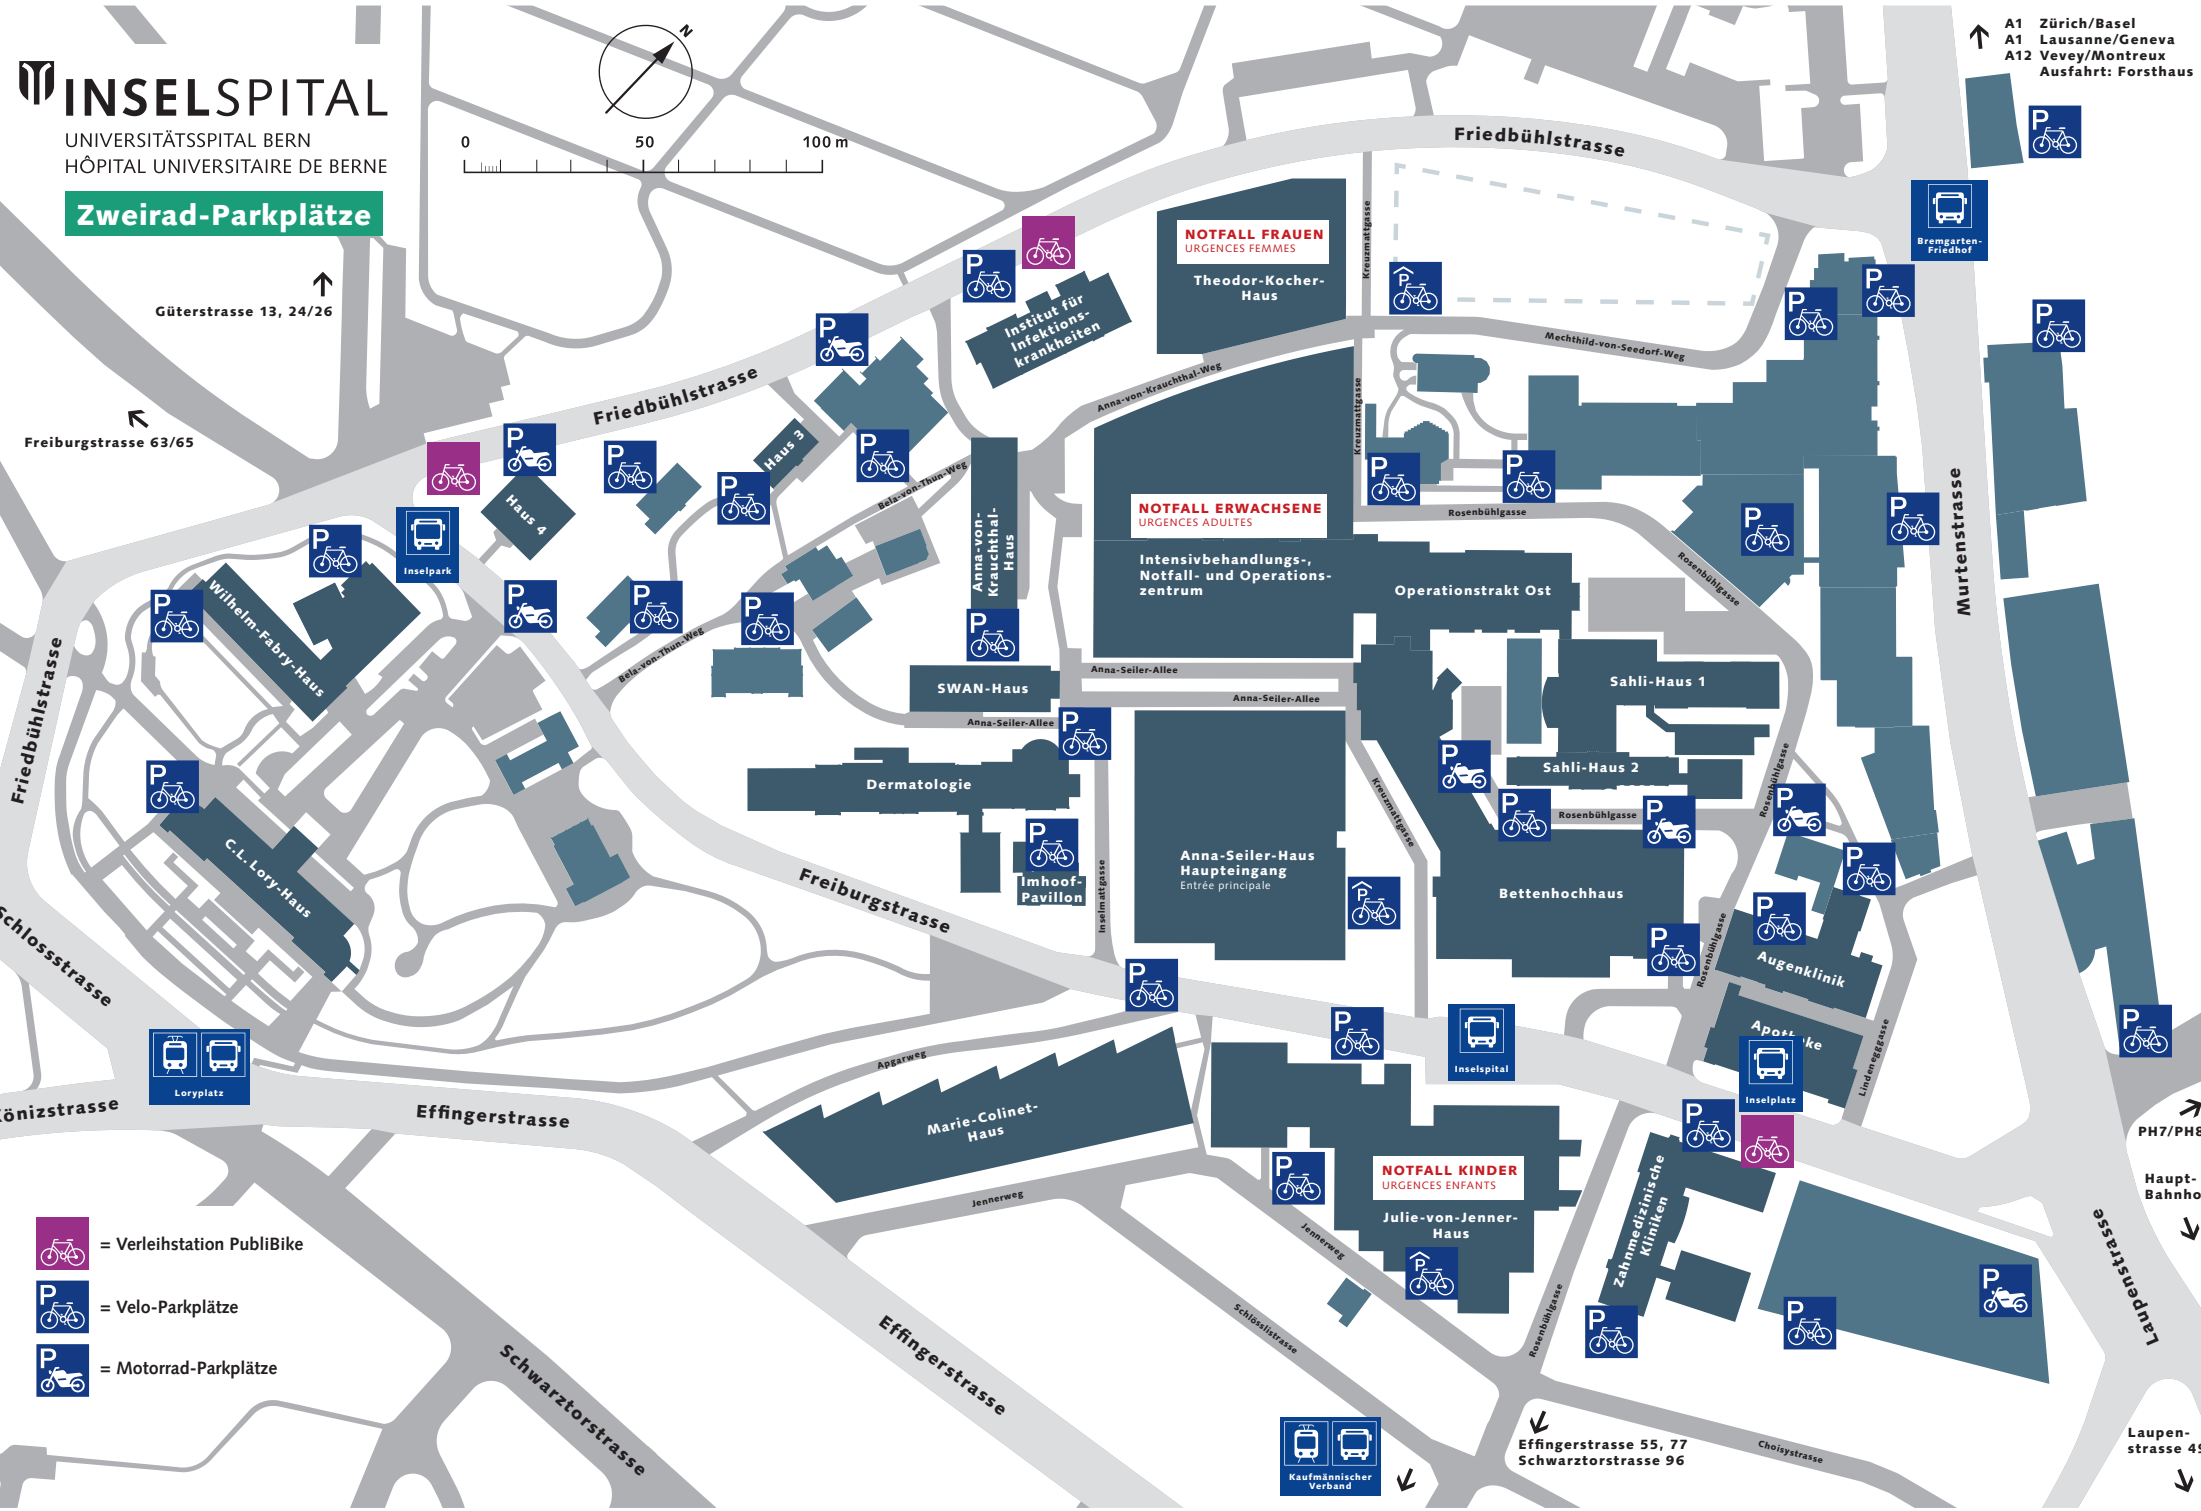 INSELSPITAL
UNIVERSITÄTSSPITAL BERN
HÔPITAL UNIVERSITAIRE DE BERNE
Zweirad-Parkplätze
N
0 50 100 m
A1 Zürich/Basel
A1 Lausanne/Geneva
A12 Vevey/Montreux
Ausfahrt: Forsthaus
Güterstrasse 13, 24/26
Freiburgstrasse 63/65
Friedbühlstrasse
Friedbühlstrasse
Friedbühlstrasse
Bremgarten-
Friedhof
NOTFALL FRAUEN
URGENCES FEMMES
Theodor-Kocher-
Haus
Kreuzmattgasse
Institut für
Infektions-
krankheiten
Mechthild-von-Seedorf-Weg
Anna-von-Krauchthal-Weg
Kreuzmattgasse
Haus 3
Haus 4
Bela-von-Thun-Weg
Inselpark
Anna-von-
Krauchthal-
Haus
NOTFALL ERWACHSENE
URGENCES ADULTES
Intensivbehandlungs-,
Notfall- und Operations-
zentrum
Rosenbühlgasse
Rosenbühlgasse
Operationstrakt Ost
Murtenstrasse
Wilhelm-Fabry-Haus
Bela-von-Thun-Weg
SWAN-Haus
Anna-Seiler-Allee
Anna-Seiler-Allee
Anna-Seiler-Allee
Sahli-Haus 1
Sahli-Haus 2
Dermatologie
Kreuzmattgasse
Rosenbühlgasse
Rosenbühlgasse
C.L. Lory-Haus
Imhoof-
Pavillon
Inselmattgasse
Anna-Seiler-Haus
Haupteingang
Entrée principale
Bettenhochhaus
Freiburgstrasse
Rosenbühlgasse
Augenklinik
Schlossstrasse
Loryplatz
Apgarweg
Inselspital
Inselplatz
Lindenegggasse
Könizstrasse
Effingerstrasse
Marie-Colinet-
Haus
Jennerweg
NOTFALL KINDER
URGENCES ENFANTS
Julie-von-Jenner-
Haus
Jennerweg
Zahnmedizinische
Kliniken
Rosenbühlgasse
PH7/PH8
Haupt-
Laupenstrasse
= Verleihstation PubliBike
= Velo-Parkplätze
= Motorrad-Parkplätze
Schwarztorstrasse
Effingerstrasse
Schlösslistrasse
Kaufmännischer
Verband
Effingerstrasse 55, 77
Schwarztorstrasse 96
Choisystrasse
Laupen-